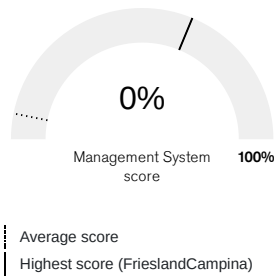 0%
Management System 100%
score
Average score
Highest score (FrieslandCampina)